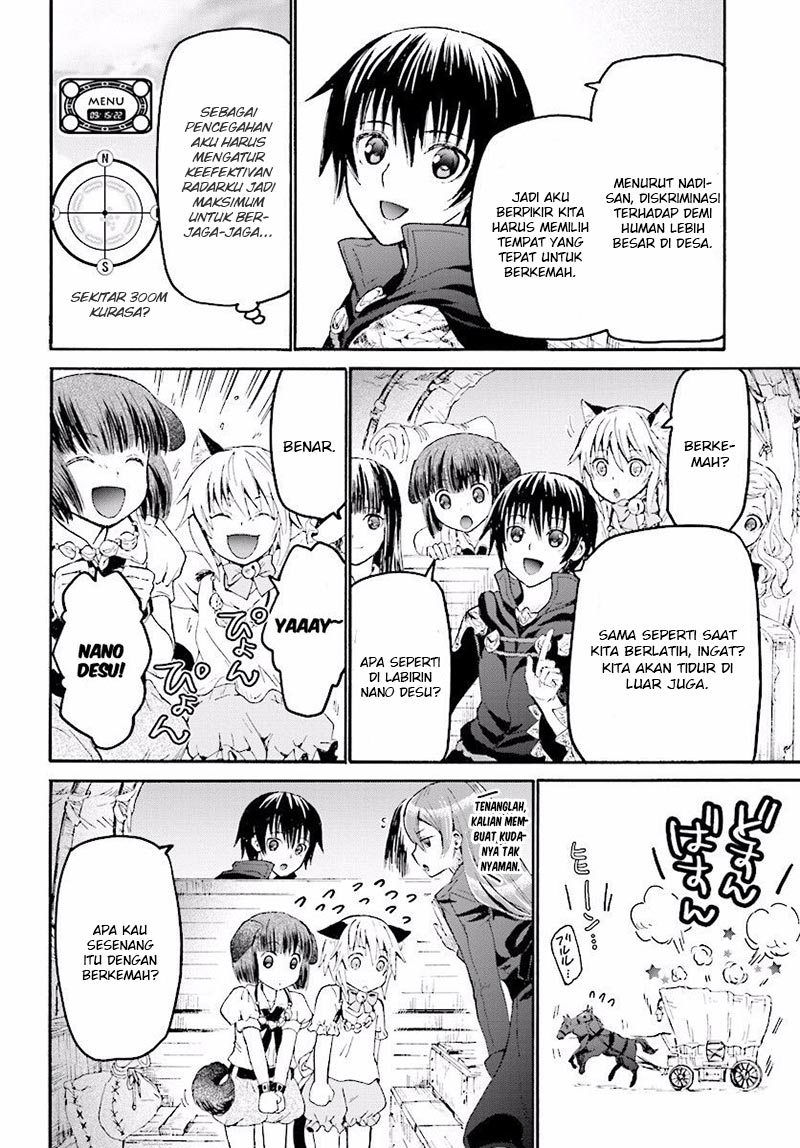 MENURUT NADI-
SAN, DISKRIMINASI
TERHADAP DEMI
HUMAN LEBIH
BESAR DI DESA.
JADI AKU
BERPIKIR KITA
HARUS MEMILIH
TEMPAT YANG
TEPAT UNTUK
BERKEMAH.
SEBAGAI
PENCEGAHAN
AKU HARUS
MENGATUR
KEEFEKTIVAN
RADARKU JADI
MAKSIMUM
UNTUK BER-
JAGA-JAGA...
MENU
09:15:22
N
S
SEKITAR 300M
KURASA?
BERKE-
MAH?
SAMA SEPERTI SAAT
KITA BERLATIH, INGAT?
KITA AKAN TIDUR DI
LUAR JUGA.
APA SEPERTI
DI LABIRIN
NANO DESU?
BENAR.
YAAAY~
NANO
DESU!
ぴょん
ぴょん
どすん
ばすん
ヒヒーン…
ブルル…
TENANGLAH,
KALIAN MEM
BUAT KUDA-
NYA TAK
NYAMAN.
APA KAU
SESENANG
ITU DENGAN
BERKEMAH?